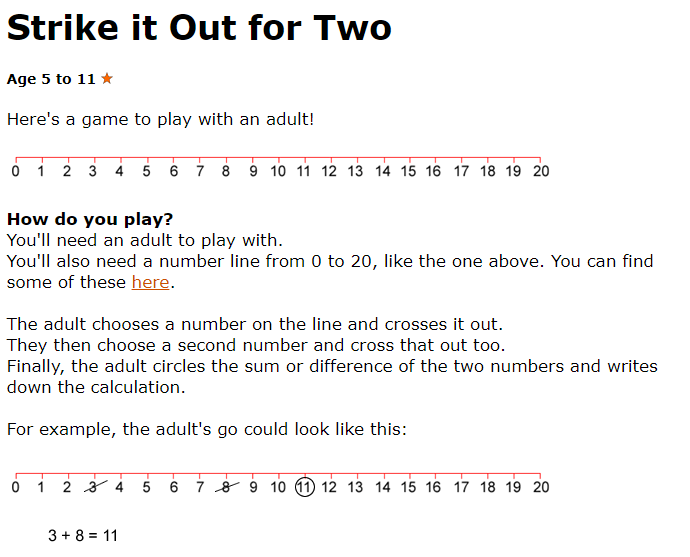 Strike it Out for Two
Age 5 to 11
Here's a game to play with an adult!
0 1 2 3 4 5 6 7 8 9 10 11 12 13 14 15 16 17 18 19 20
How do you play?
You'll need an adult to play with.
You'll also need a number line from 0 to 20, like the one above. You can find
some of these here.
The adult chooses a number on the line and crosses it out.
They then choose a second number and cross that out too.
Finally, the adult circles the sum or difference of the two numbers and writes
down the calculation.
For example, the adult's go could look like this:
0 1 2 3 4 5 6 7 8 9 10 11 12 13 14 15 16 17 18 19 20
3 + 8 = 11